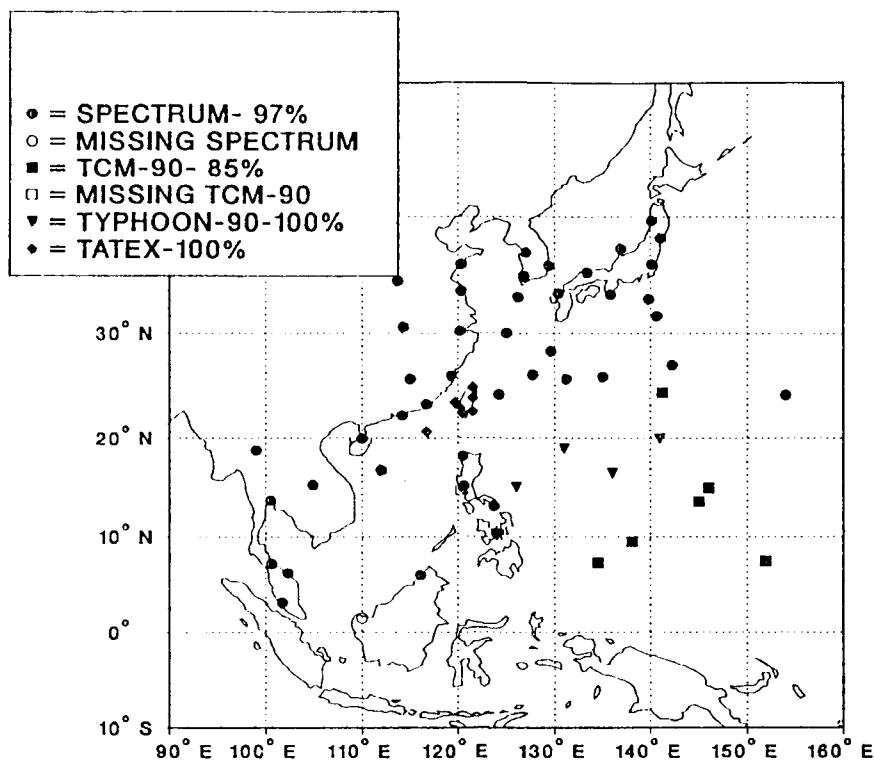 ● = SPECTRUM- 97%
○ = MISSING SPECTRUM
■ = TCM-90- 85%
□ = MISSING TCM-90
▼ = TYPHOON-90-100%
◆ = TATEX-100%
30° N
20° N
10° N
0°
10° S
90° E 100° E 110° E 120° E 130° E 140° E 150° E 160° E